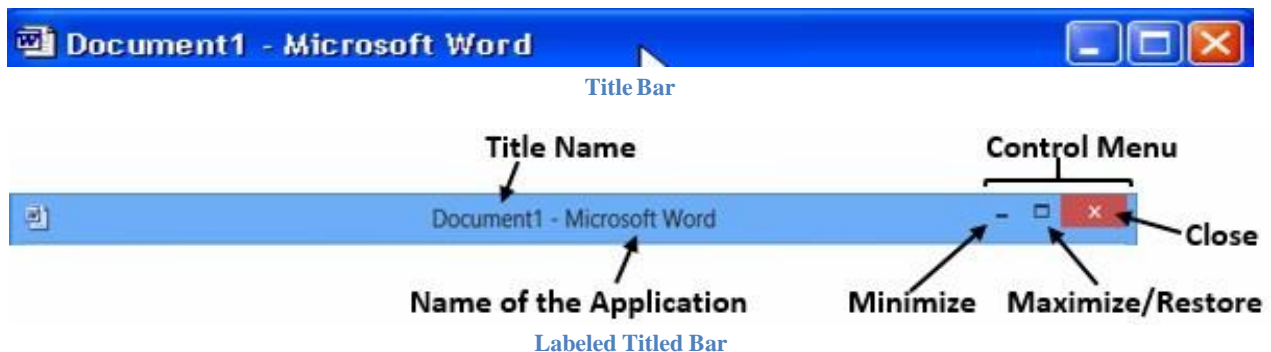 Document1 - Microsoft Word
Title Bar
Title Name
Control Menu
Document1 - Microsoft Word
Close
Name of the Application
Minimize
Maximize/Restore
Labeled Titled Bar